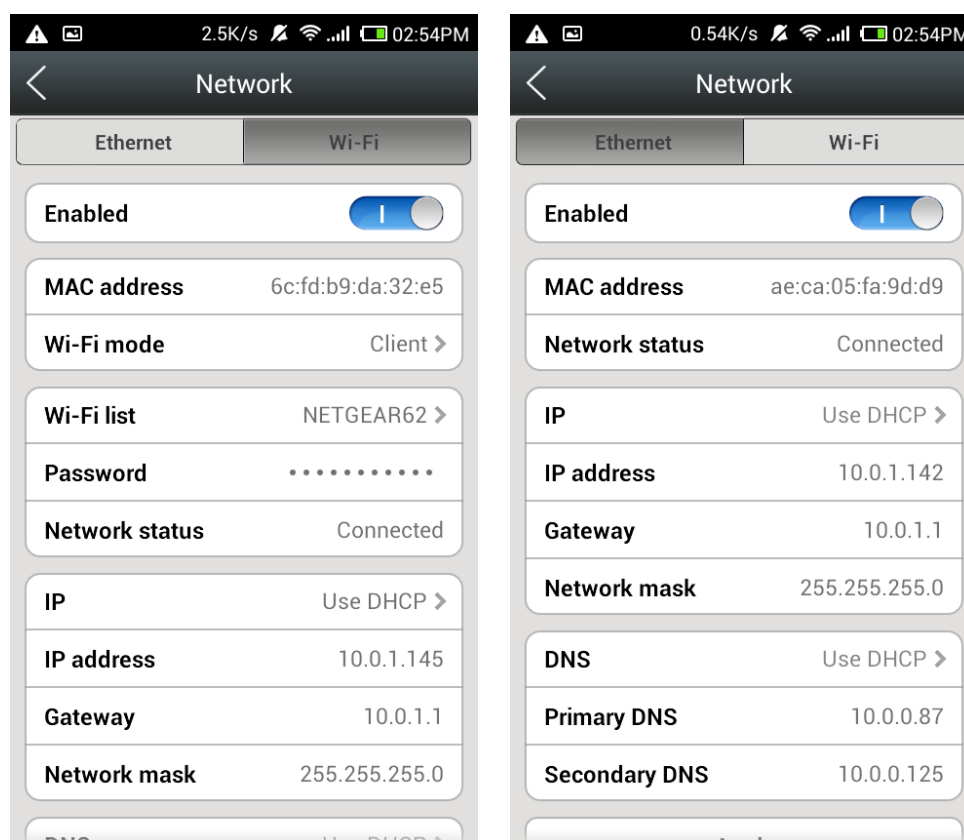 2.5K/s 02:54PM
Network
Ethernet Wi-Fi
Enabled
MAC address 6c:fd:b9:da:32:e5
Wi-Fi mode Client
Wi-Fi list NETGEAR62
Password
Network status Connected
IP Use DHCP
IP address 10.0.1.145
Gateway 10.0.1.1
Network mask 255.255.255.0
DNS Use DHCP
0.54K/s 02:54PM
Network
Ethernet Wi-Fi
Enabled
MAC address ae:ca:05:fa:9d:d9
Network status Connected
IP Use DHCP
IP address 10.0.1.142
Gateway 10.0.1.1
Network mask 255.255.255.0
DNS Use DHCP
Primary DNS 10.0.0.87
Secondary DNS 10.0.0.125